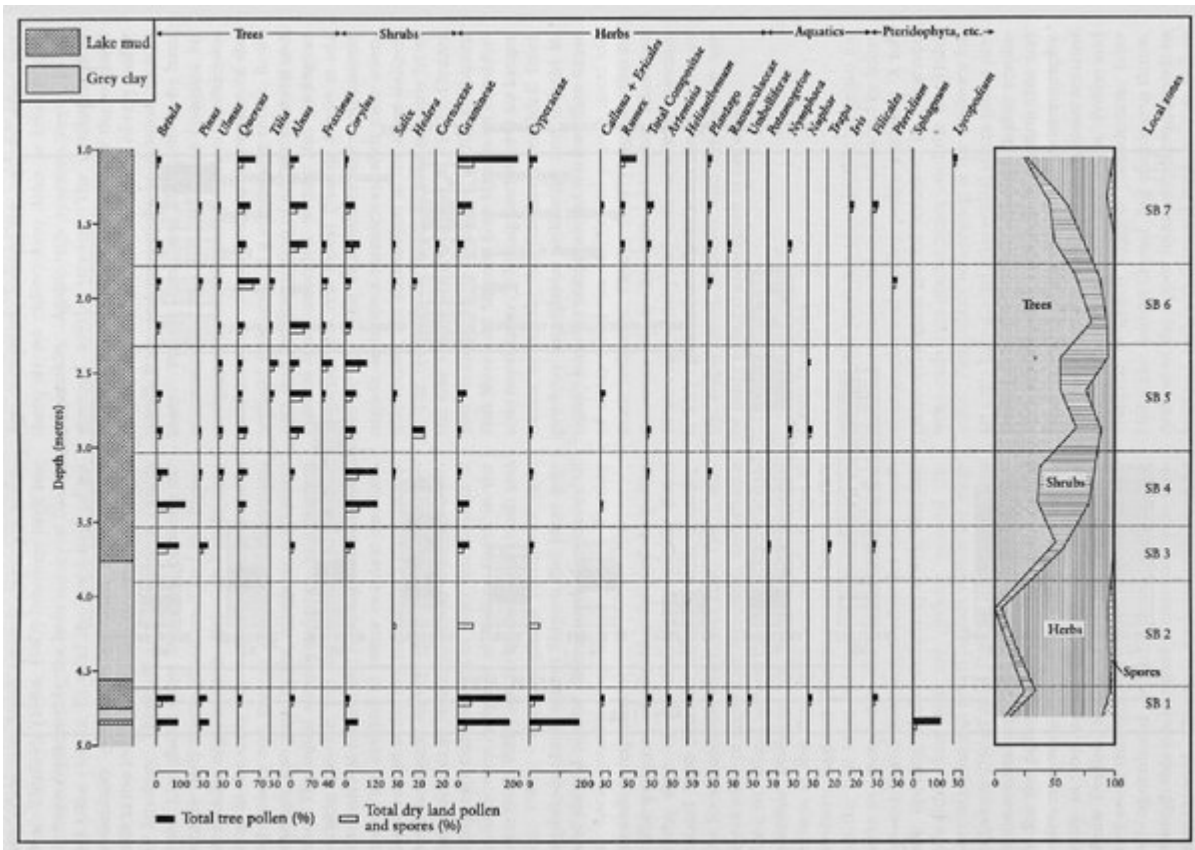 Lake mud
Grey clay
Trees
Shrubs
Herbs
Aquatics
Pteridophyta, etc.
Betula
Pinus
Ulmus
Quercus
Tilia
Alnus
Fraxinus
Corylus
Salix
Hedera
Cornaceae
Gramineae
Cyperaceae
Calluna + Ericales
Rumex
Total Compositae
Artemisia
Helianthemum
Plantago
Ranunculaceae
Umbelliferae
Potamogeton
Nymphaea
Nuphar
Trapa
Iris
Filicales
Pteridium
Sphagnum
Lycopodium
Local zones
Depth (metres)
1.0
1.5
2.0
2.5
3.0
3.5
4.0
4.5
5.0
Trees
Shrubs
Herbs
Spores
SB 7
SB 6
SB 5
SB 4
SB 3
SB 2
SB 1
0 50 100
Total tree pollen (%)
Total dry land pollen
and spores (%)